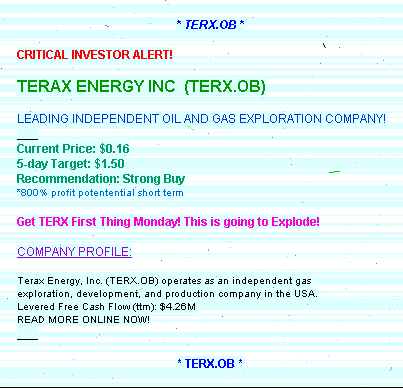 * TERX.OB *
CRITICAL INVESTOR ALERT!
TERAX ENERGY INC (TERX.OB)
LEADING INDEPENDENT OIL AND GAS EXPLORATION COMPANY!
Current Price: $0.16
5-day Target: $1.50
Recommendation: Strong Buy
*800% profit potentential short term
Get TERX First Thing Monday! This is going to Explode!
COMPANY PROFILE:
Terax Energy, Inc. (TERX.OB) operates as an independent gas
exploration, development, and production company in the USA.
Levered Free Cash Flow (ttm): $4.26M
READ MORE ONLINE NOW!
* TERX.OB *